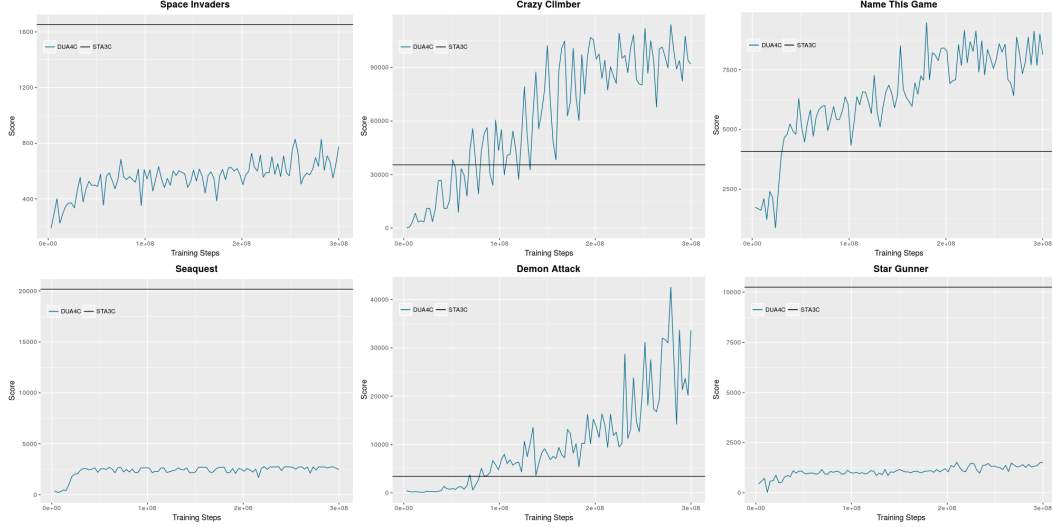 Space Invaders
1600
1200
800
400
Score
DUA4C STA3C
0e+00 1e+08 2e+08 3e+08
Training Steps
Crazy Climber
90000
60000
30000
0
Score
DUA4C STA3C
0e+00 1e+08 2e+08 3e+08
Training Steps
Name This Game
7500
5000
2500
Score
DUA4C STA3C
0e+00 1e+08 2e+08 3e+08
Training Steps
Seaquest
20000
15000
10000
5000
0
Score
DUA4C STA3C
0e+00 1e+08 2e+08 3e+08
Training Steps
Demon Attack
40000
30000
20000
10000
0
Score
DUA4C STA3C
0e+00 1e+08 2e+08 3e+08
Training Steps
Star Gunner
10000
7500
5000
2500
0
Score
DUA4C STA3C
0e+00 1e+08 2e+08 3e+08
Training Steps